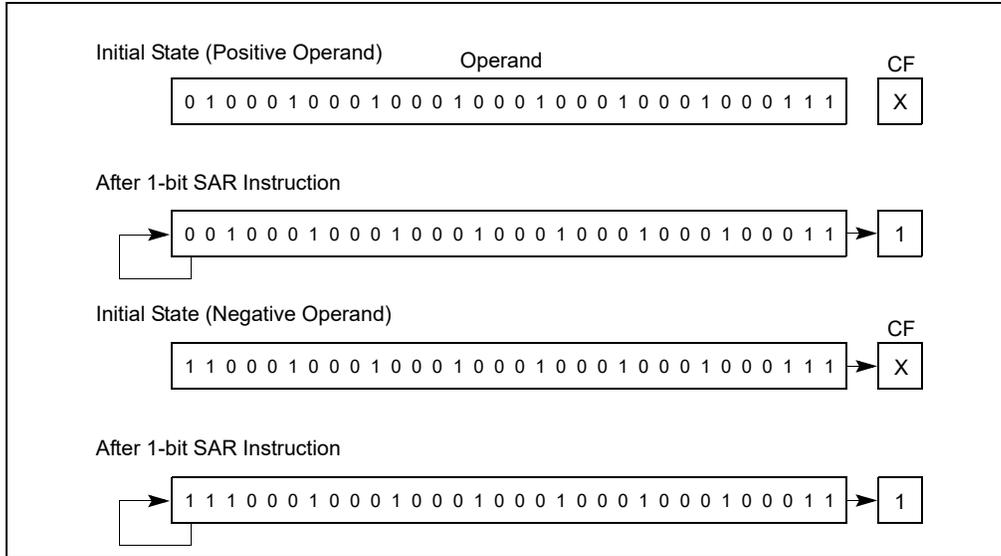 Initial State (Positive Operand)
Operand
CF
0 1 0 0 0 1 0 0 0 1 0 0 0 1 0 0 0 1 0 0 0 1 0 0 0 1 0 0 0 1 1 1
X
After 1-bit SAR Instruction
0 0 1 0 0 0 1 0 0 0 1 0 0 0 1 0 0 0 1 0 0 0 1 0 0 0 1 0 0 0 1 1
1
Initial State (Negative Operand)
CF
1 1 0 0 0 1 0 0 0 1 0 0 0 1 0 0 0 1 0 0 0 1 0 0 0 1 0 0 0 1 1 1
X
After 1-bit SAR Instruction
1 1 1 0 0 0 1 0 0 0 1 0 0 0 1 0 0 0 1 0 0 0 1 0 0 0 1 0 0 0 1 1
1